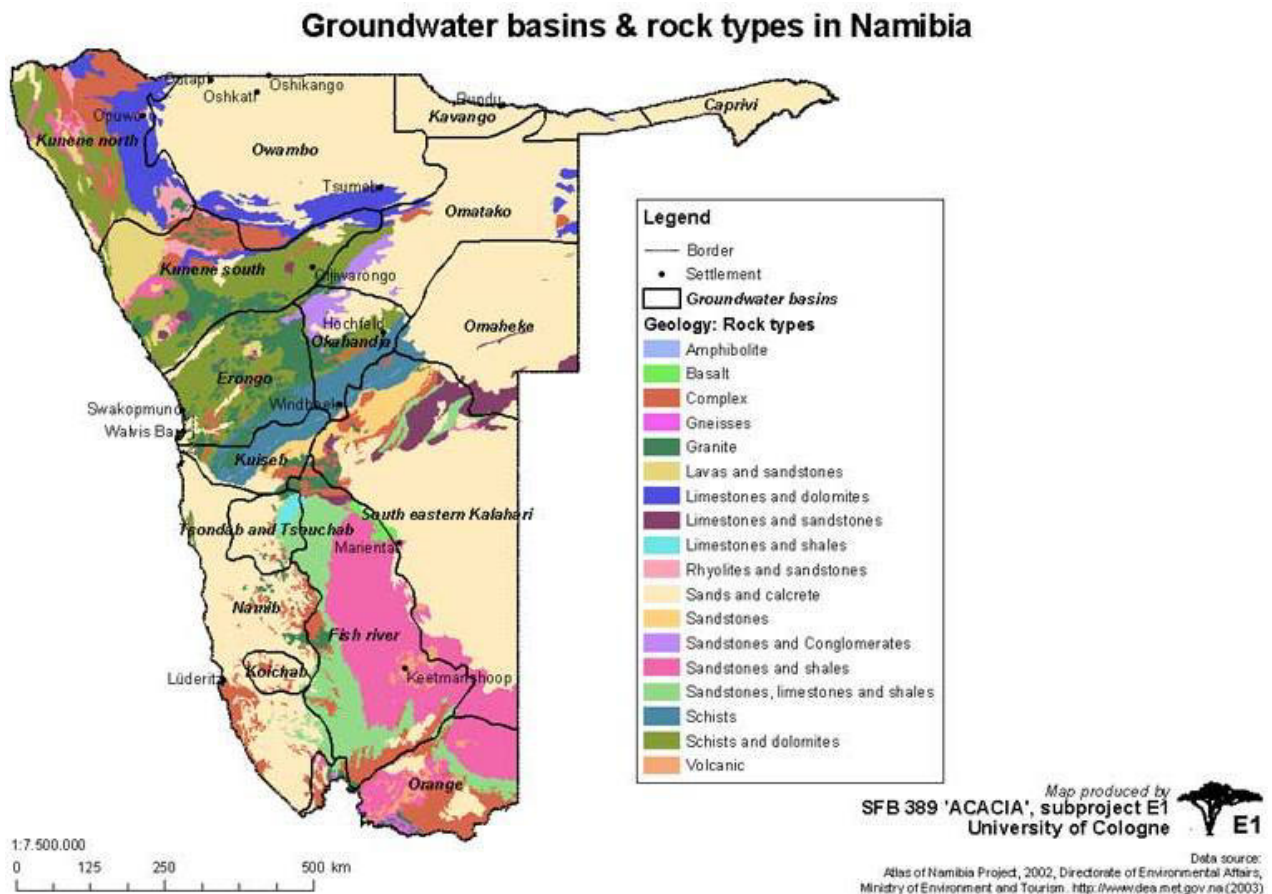 Groundwater basins & rock types in Namibia
Outapi
Oshikango
Oshkati
Opuwo
Rundu
Caprivi
Kavango
Kunene north
Owambo
Tsumeb
Omatako
Kunene south
Otjiwarongo
Hochfeld
Okahandja
Omaheke
Erongo
Swakopmund
Windhoek
Walvis Bay
Kuiseb
South eastern Kalahari
Tsondab and Tsouchab
Mariental
Namib
Fish river
Koichab
Lüderitz
Keetmanshoop
Orange
Legend
Border
Settlement
Groundwater basins
Geology: Rock types
Amphibolite
Basalt
Complex
Gneisses
Granite
Lavas and sandstones
Limestones and dolomites
Limestones and sandstones
Limestones and shales
Rhyolites and sandstones
Sands and calcrete
Sandstones
Sandstones and Conglomerates
Sandstones and shales
Sandstones, limestones and shales
Schists
Schists and dolomites
Volcanic
Map produced by
SFB 389 'ACACIA', subproject E1
University of Cologne
E1
1:7.500.000
0 125 250 500 km
Data source:
Atlas of Namibia Project, 2002, Directorate of Environmental Affairs,
Ministry of Environment and Tourism. http://www.dea.met.gov.na (2003)